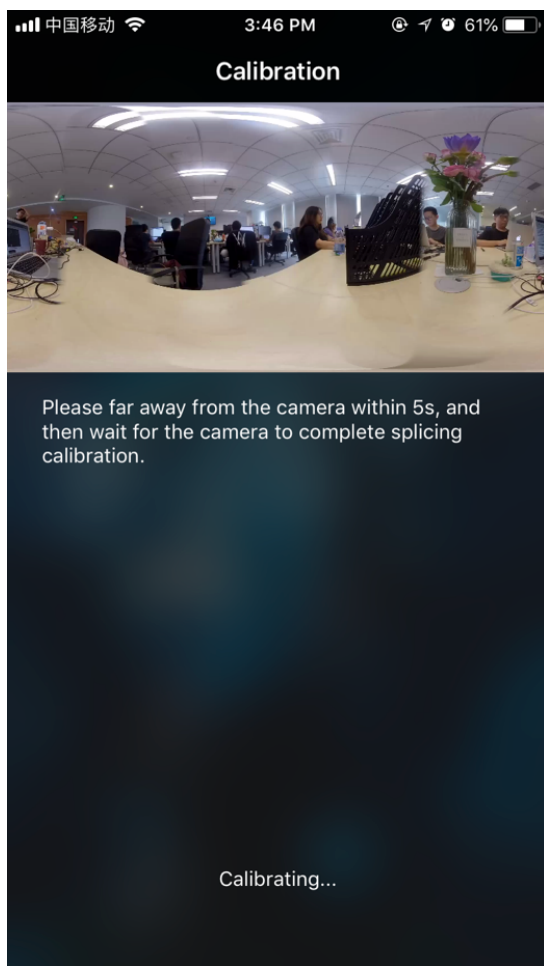 中国移动
3:46 PM
61%
Calibration
Please far away from the camera within 5s, and
then wait for the camera to complete splicing
calibration.
Calibrating...